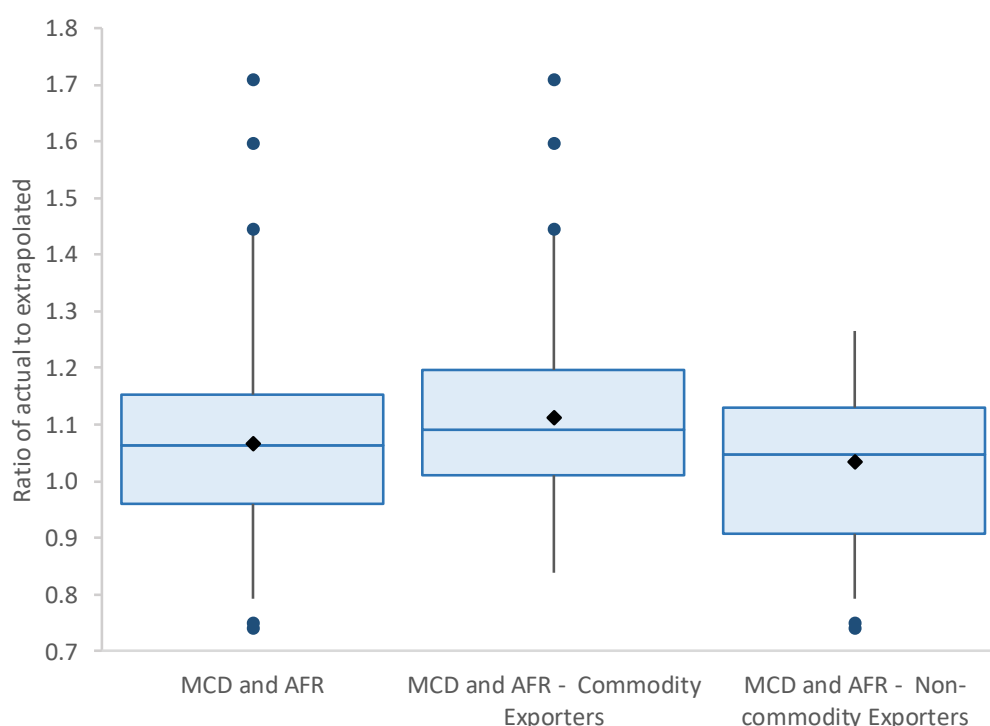 Ratio of actual to extrapolated
1.8
1.7
1.6
1.5
1.4
1.3
1.2
1.1
1.0
0.9
0.8
0.7
MCD and AFR
MCD and AFR - Commodity
Exporters
MCD and AFR - Non-
commodity Exporters